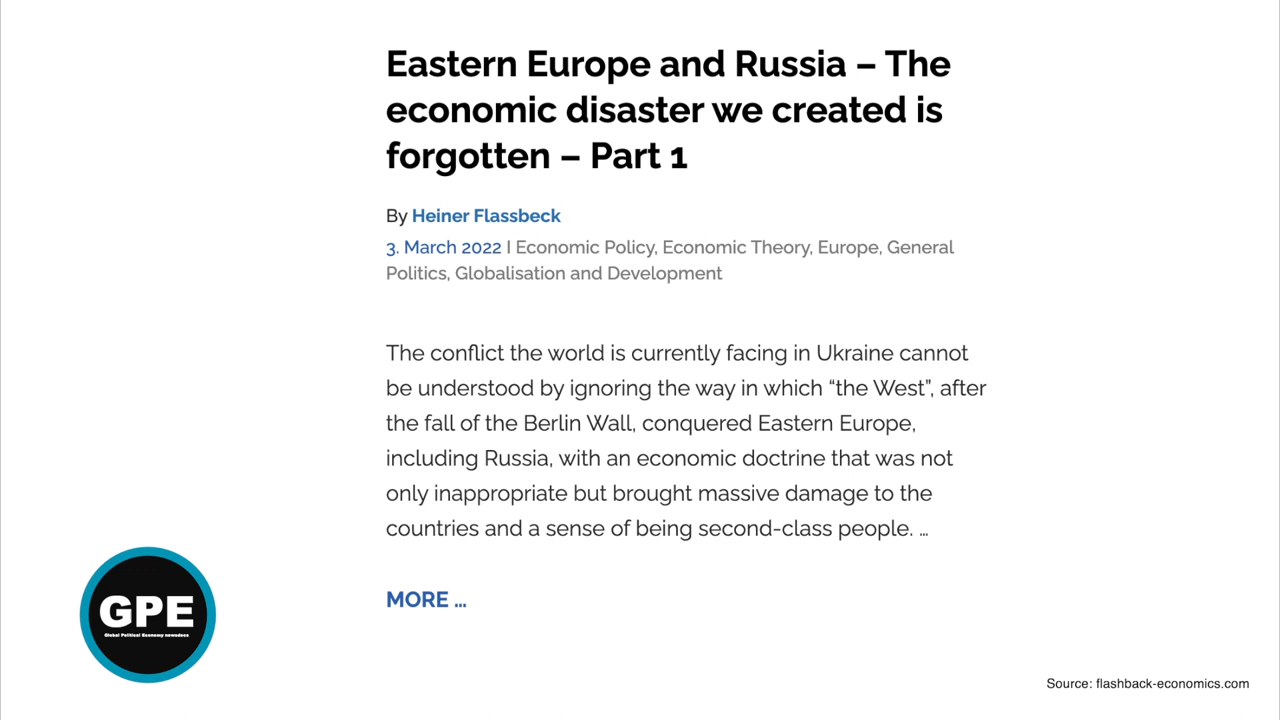 Eastern Europe and Russia – The
economic disaster we created is
forgotten – Part 1
By Heiner Flassbeck
3. March 2022 I Economic Policy, Economic Theory, Europe, General
Politics, Globalisation and Development
The conflict the world is currently facing in Ukraine cannot
be understood by ignoring the way in which “the West”, after
the fall of the Berlin Wall, conquered Eastern Europe,
including Russia, with an economic doctrine that was not
only inappropriate but brought massive damage to the
countries and a sense of being second-class people. …
MORE …
GPE
Global Political Economy newsdocs
Source: flashback-economics.com